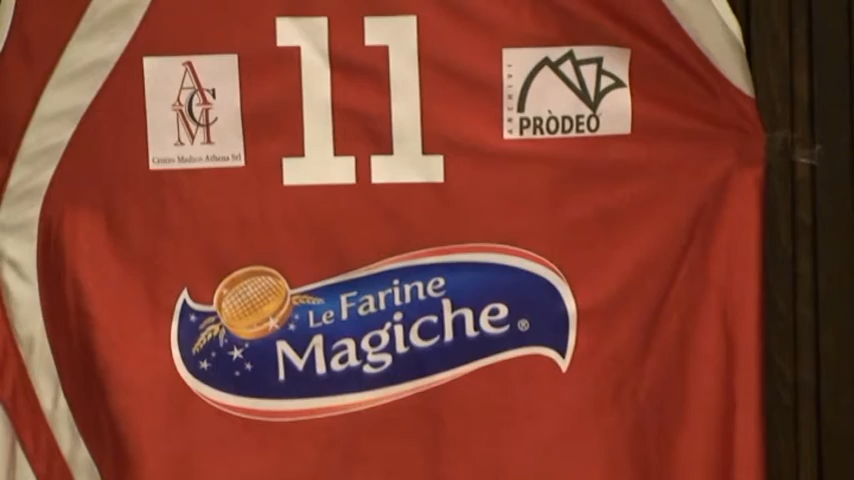 11
ACM
Centro Medico Athena Srl
ARCHIVI
PRÒDEO
Le Farine
Magiche ®